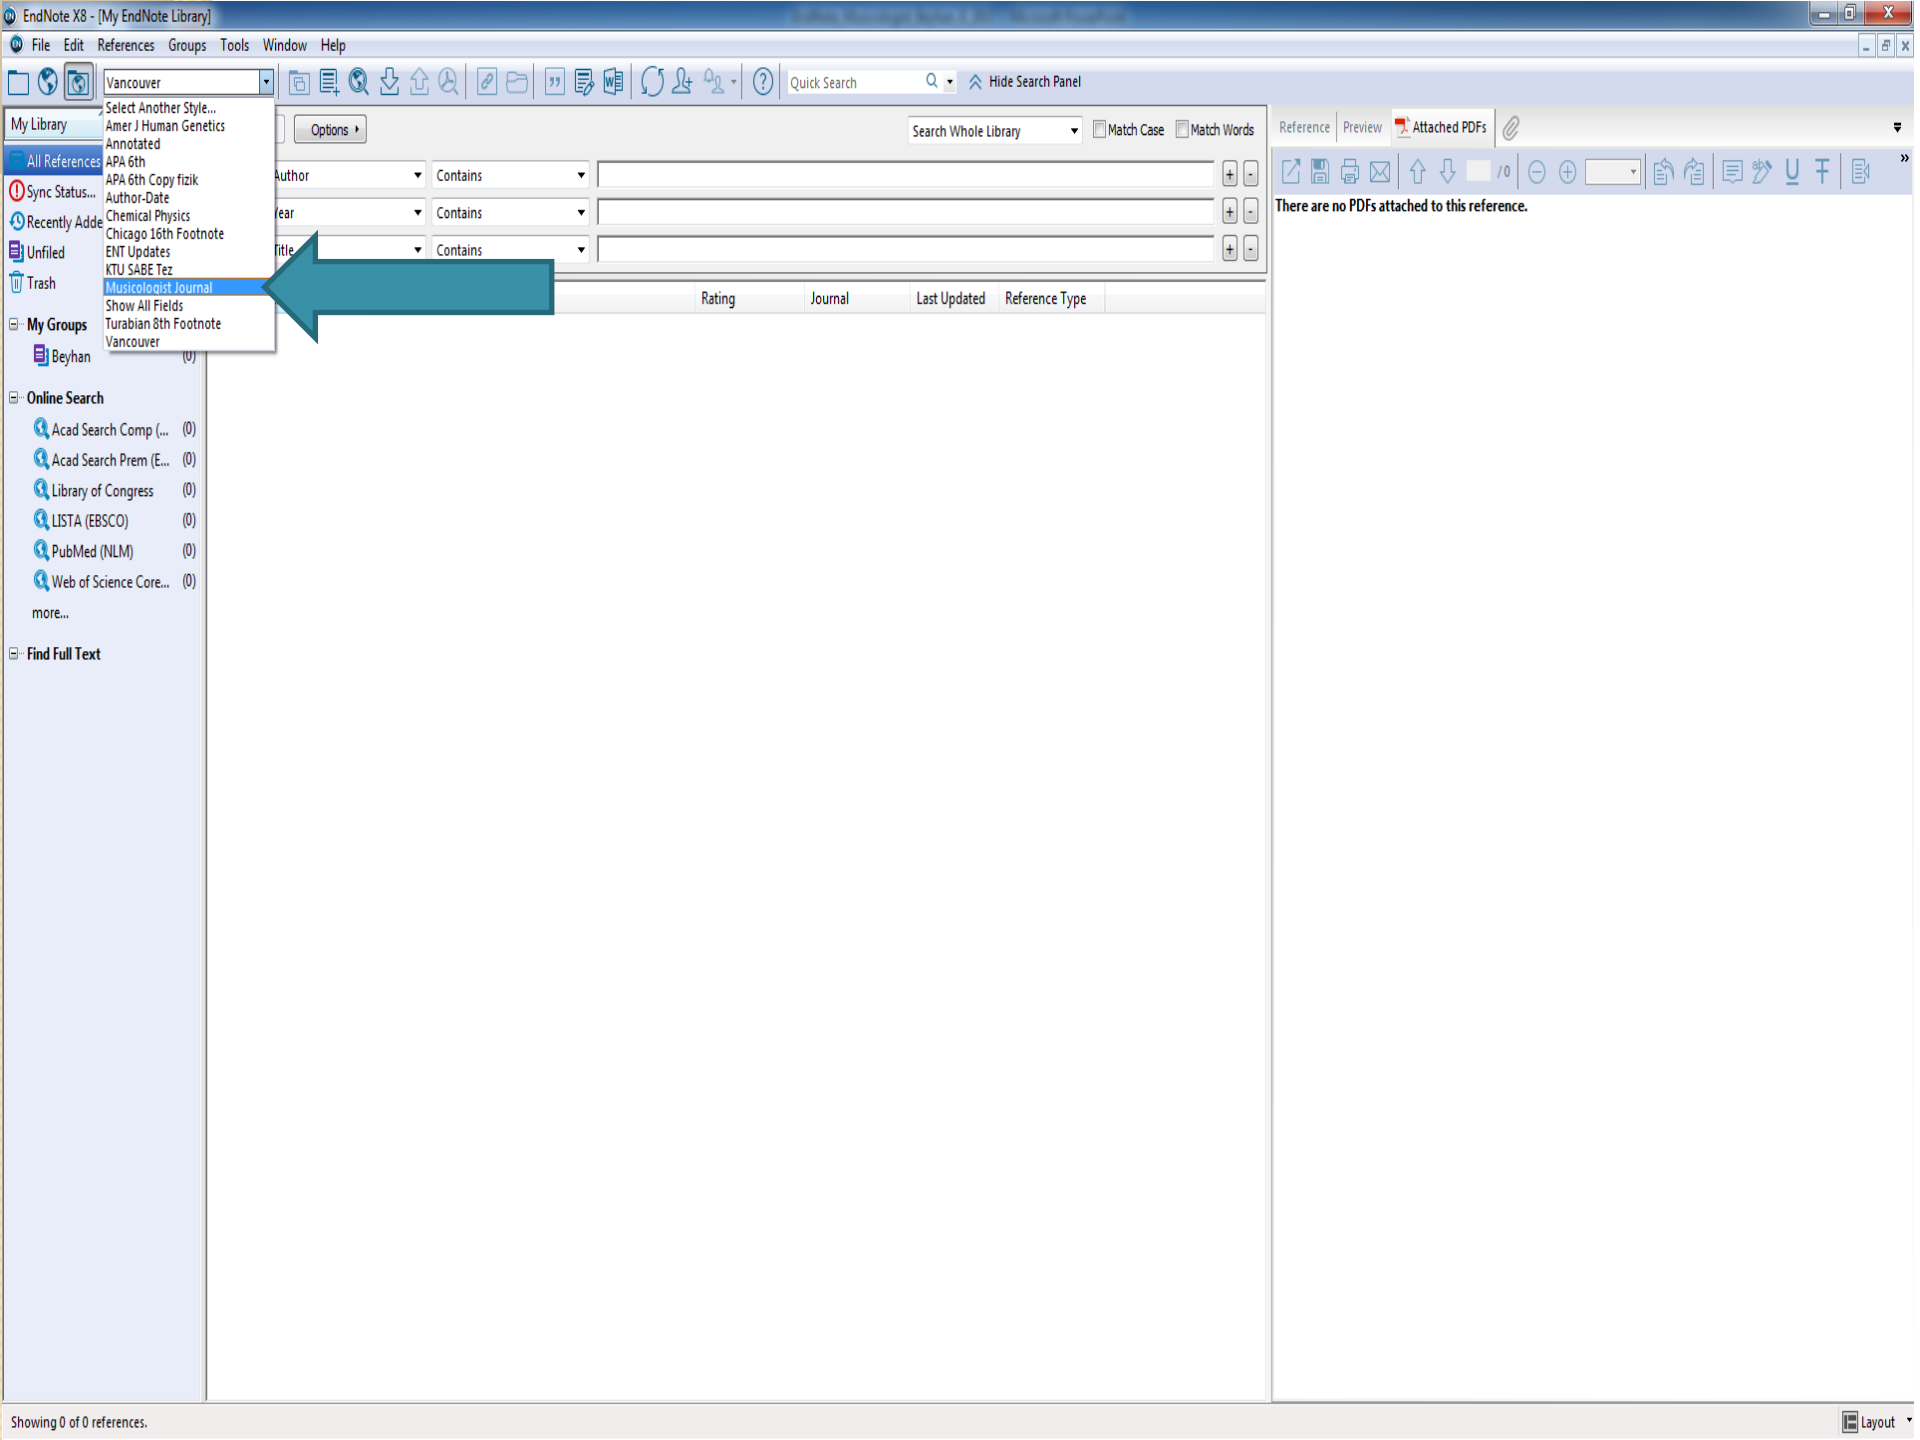 EndNote X8 - [My EndNote Library]
File Edit References Groups Tools Window Help
Vancouver
Quick Search
Hide Search Panel
Select Another Style...
Amer J Human Genetics
Annotated
APA 6th
APA 6th Copy fizik
Author-Date
Chemical Physics
Chicago 16th Footnote
ENT Updates
KTU SABE Tez
Musicologist Journal
Show All Fields
Turabian 8th Footnote
Vancouver
My Library
All References
Sync Status...
Recently Adde
Unfiled
Trash
My Groups
Beyhan (0)
Online Search
Acad Search Comp (... (0)
Acad Search Prem (E... (0)
Library of Congress (0)
LISTA (EBSCO) (0)
PubMed (NLM) (0)
Web of Science Core... (0)
more...
Find Full Text
Options
Search Whole Library Match Case Match Words
Author Contains + -
Year Contains + -
Title Contains + -
Rating Journal Last Updated Reference Type
Reference Preview Attached PDFs
/0
There are no PDFs attached to this reference.
Showing 0 of 0 references.
Layout